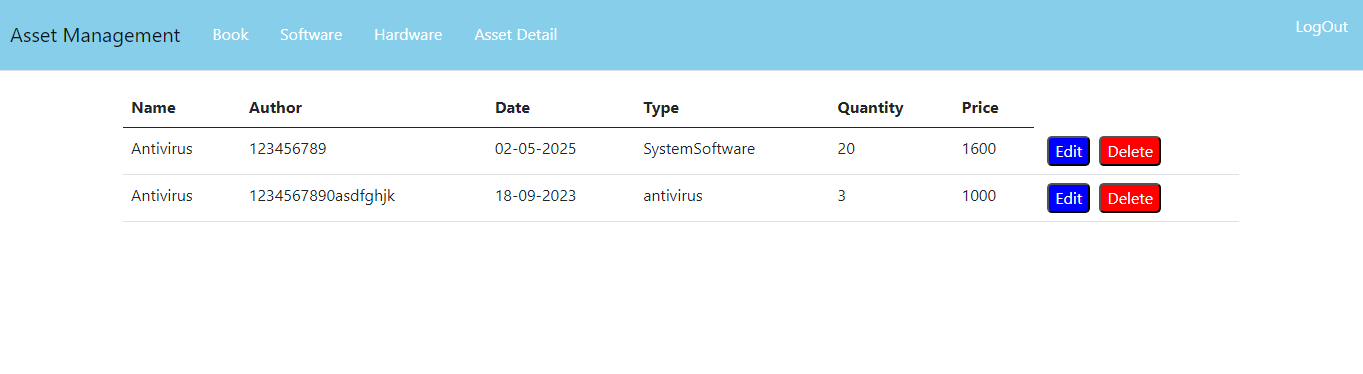 Asset Management Book Software Hardware Asset Detail LogOut
Name Author Date Type Quantity Price
Antivirus 123456789 02-05-2025 SystemSoftware 20 1600 Edit Delete
Antivirus 1234567890asdfghjk 18-09-2023 antivirus 3 1000 Edit Delete